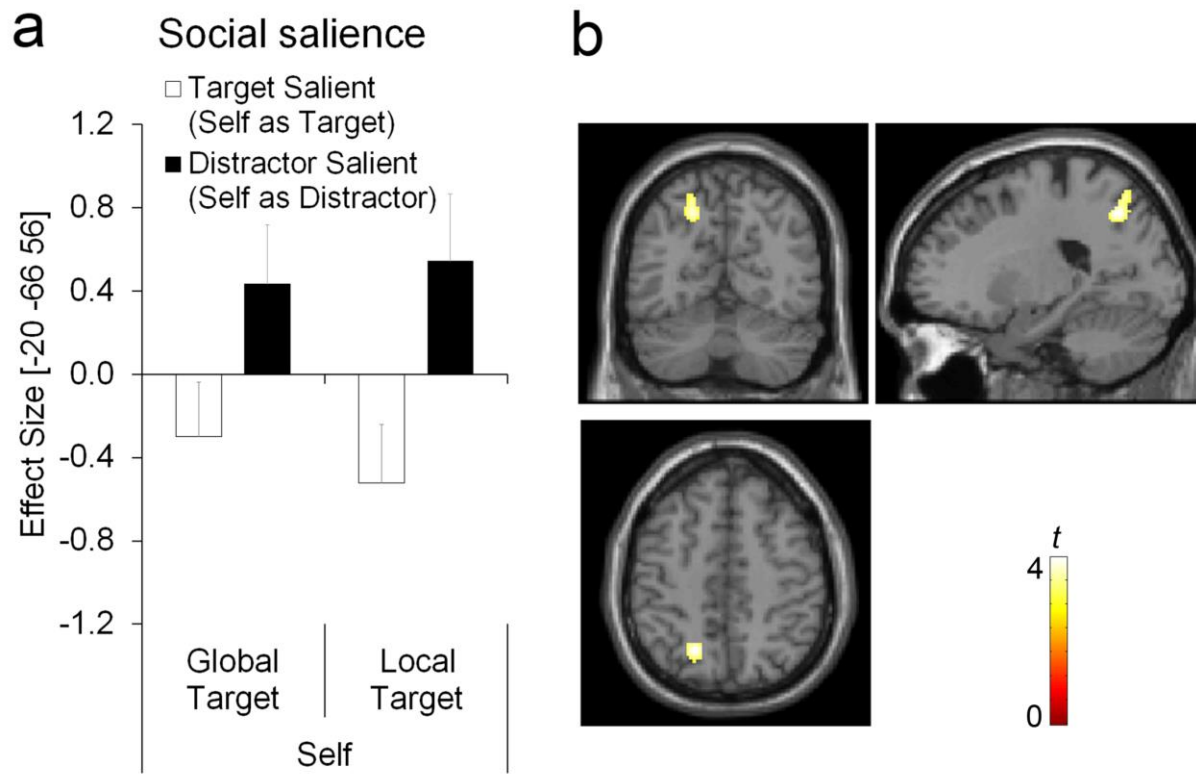 a
Social salience
Target Salient
(Self as Target)
Distractor Salient
(Self as Distractor)
Effect Size [-20 -66 56]
1.2
0.8
0.4
0.0
-0.4
-0.8
-1.2
Global
Target
Local
Target
Self
b
t
4
0